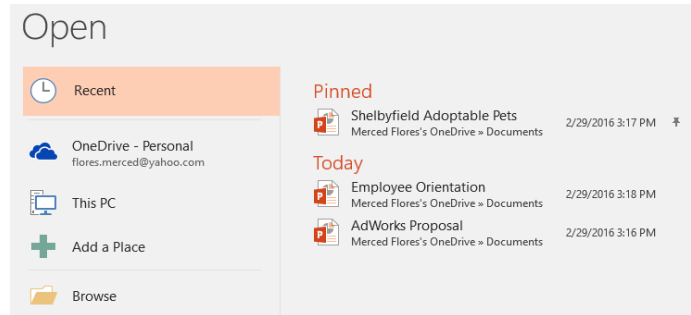 Open
Recent
OneDrive - Personal
flores.merced@yahoo.com
This PC
Add a Place
Browse
Pinned
Shelbyfield Adoptable Pets
Merced Flores's OneDrive » Documents
2/29/2016 3:17 PM
Today
Employee Orientation
Merced Flores's OneDrive » Documents
2/29/2016 3:18 PM
AdWorks Proposal
Merced Flores's OneDrive » Documents
2/29/2016 3:16 PM